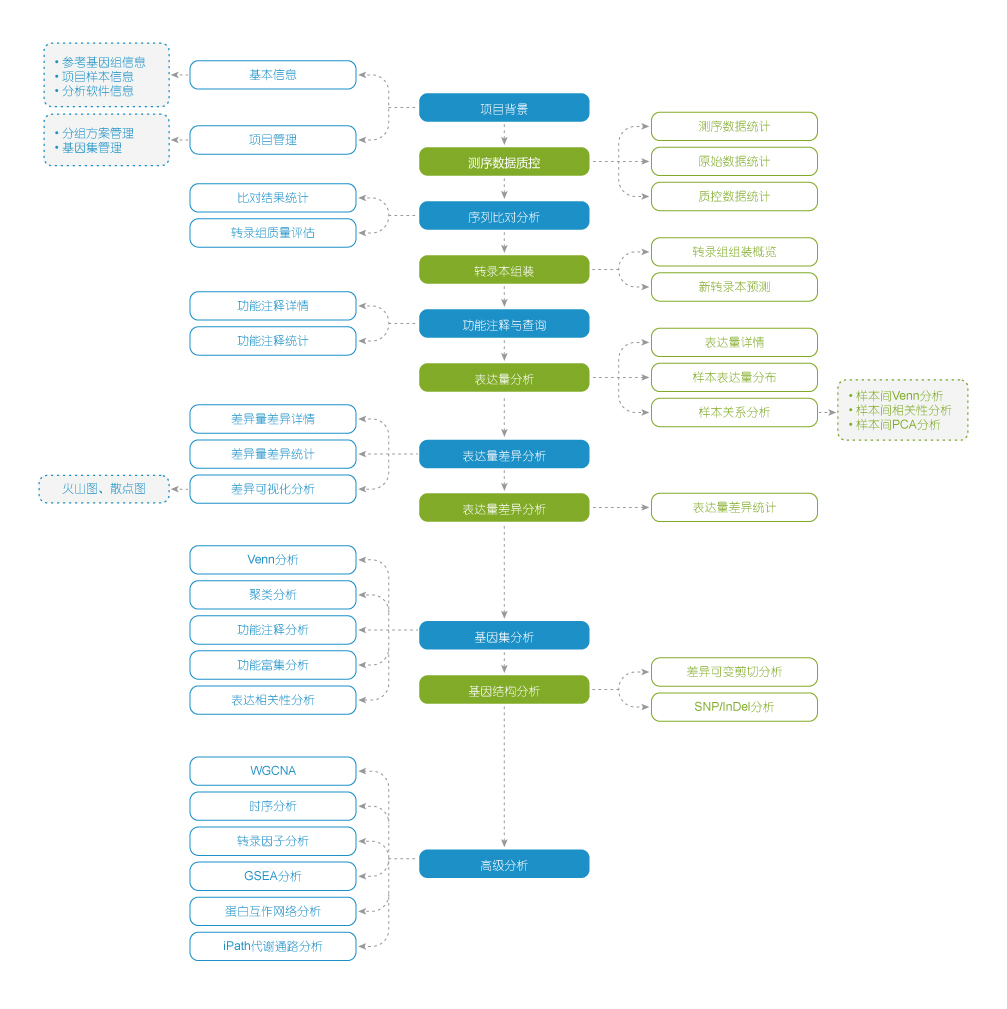 • 参考基因组信息
• 项目样本信息
• 分析软件信息
基本信息
项目背景
• 分组方案管理
• 基因集管理
项目管理
测序数据质控
测序数据统计
原始数据统计
质控数据统计
比对结果统计
转录组质量评估
序列比对分析
转录本组装
转录组组装概览
新转录本预测
功能注释详情
功能注释统计
功能注释与查询
表达量分析
表达量详情
样本表达量分布
样本关系分析
• 样本间Venn分析
• 样本间相关性分析
• 样本间PCA分析
差异量差异详情
差异量差异统计
差异可视化分析
火山图、散点图
表达量差异分析
表达量差异分析
表达量差异统计
Venn分析
聚类分析
功能注释分析
功能富集分析
表达相关性分析
基因集分析
基因结构分析
差异可变剪切分析
SNP/InDel分析
WGCNA
时序分析
转录因子分析
GSEA分析
蛋白互作网络分析
iPath代谢通路分析
高级分析